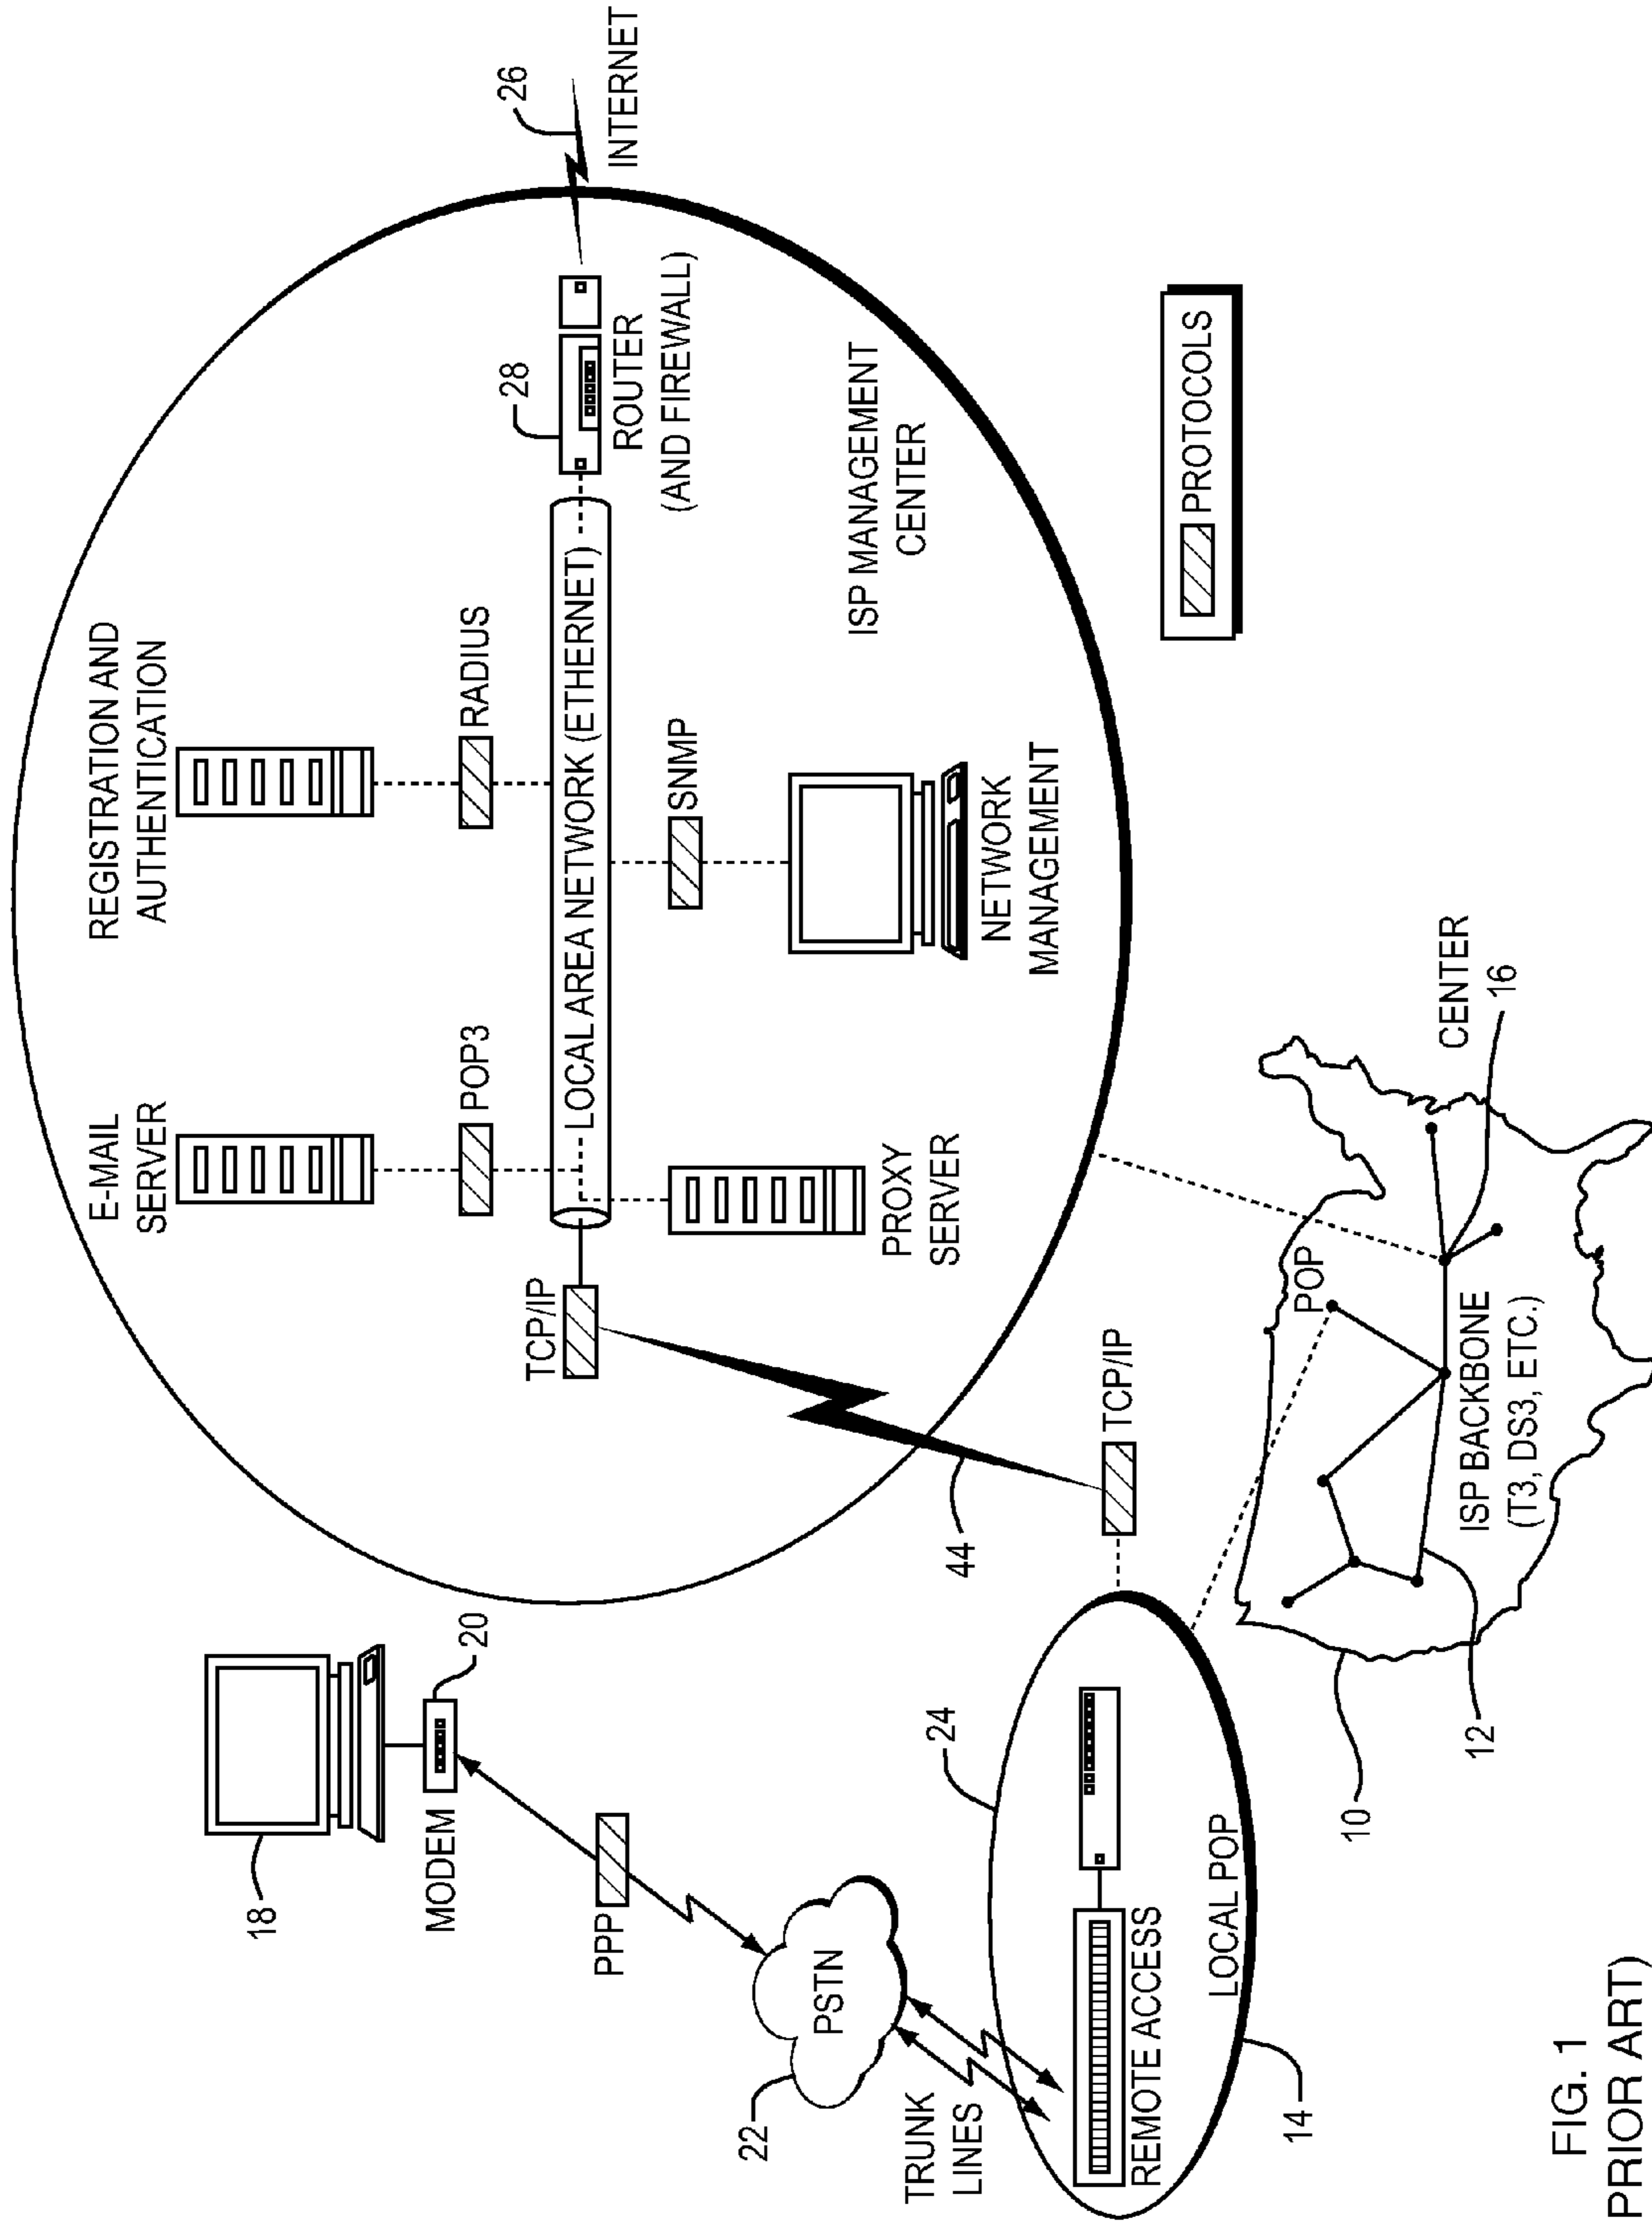 18
MODEM
20
PPP
PSTN
22
TRUNK
LINES
24
REMOTE ACCESS
LOCAL POP
14
E-MAIL
SERVER
REGISTRATION AND
AUTHENTICATION
POP3
RADIUS
26
28
TCP/IP
LOCAL AREA NETWORK (ETHERNET)
INTERNET
ROUTER
(AND FIREWALL)
SNMP
PROXY
SERVER
NETWORK
MANAGEMENT
ISP MANAGEMENT
CENTER
44
TCP/IP
PROTOCOLS
POP
10
12
ISP BACKBONE
(T3, DS3, ETC.)
CENTER
16
FIG. 1
PRIOR ART)